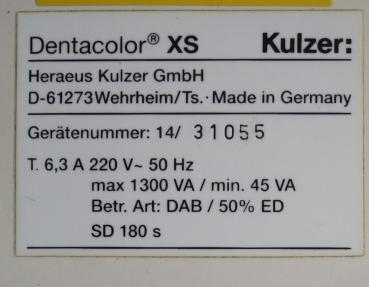 Dentacolor® XS Kulzer:
Heraeus Kulzer GmbH
D-61273 Wehrheim/Ts. · Made in Germany
Gerätenummer: 14/ 31055
T. 6,3 A 220 V~ 50 Hz
max 1300 VA / min. 45 VA
Betr. Art: DAB / 50% ED
SD 180 s